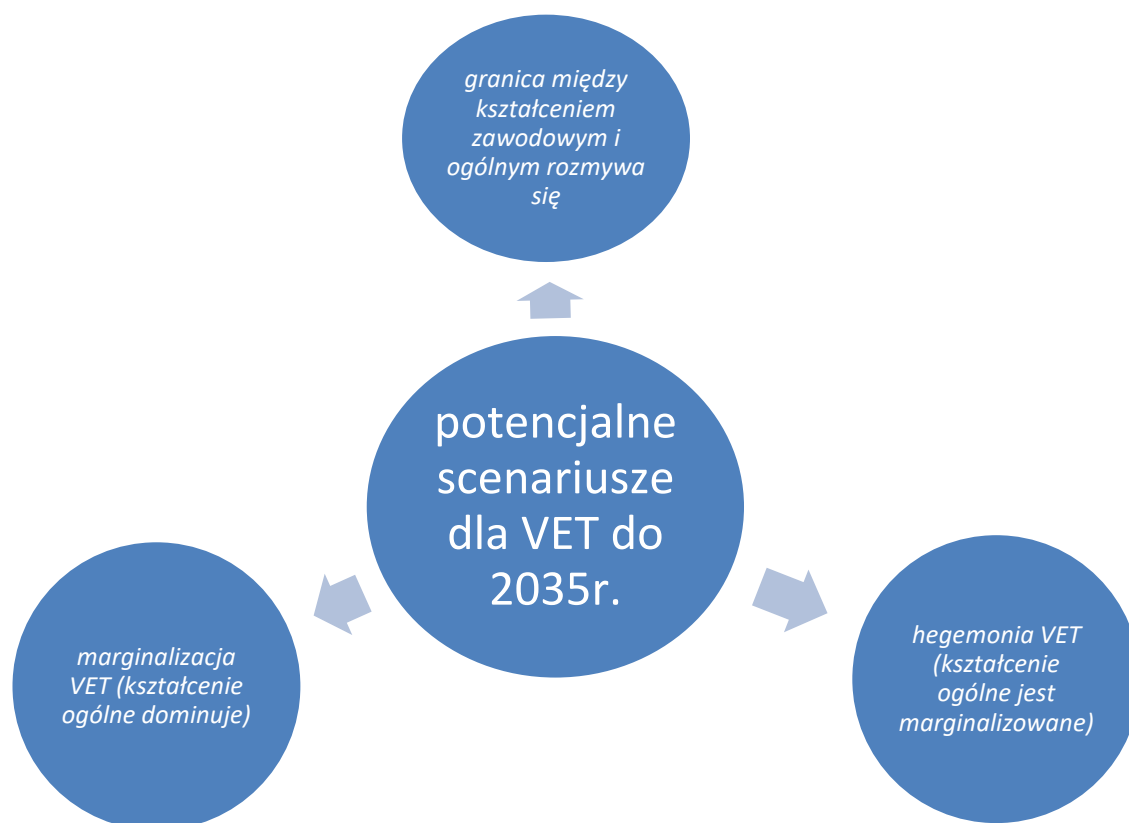 granica między
kształceniem
zawodowym i
ogólnym rozmywa
się
potencjalne
scenariusze
dla VET do
2035r.
marginalizacja
VET (kształcenie
ogólne dominuje)
hegemonia VET
(kształcenie
ogólne jest
marginalizowane)